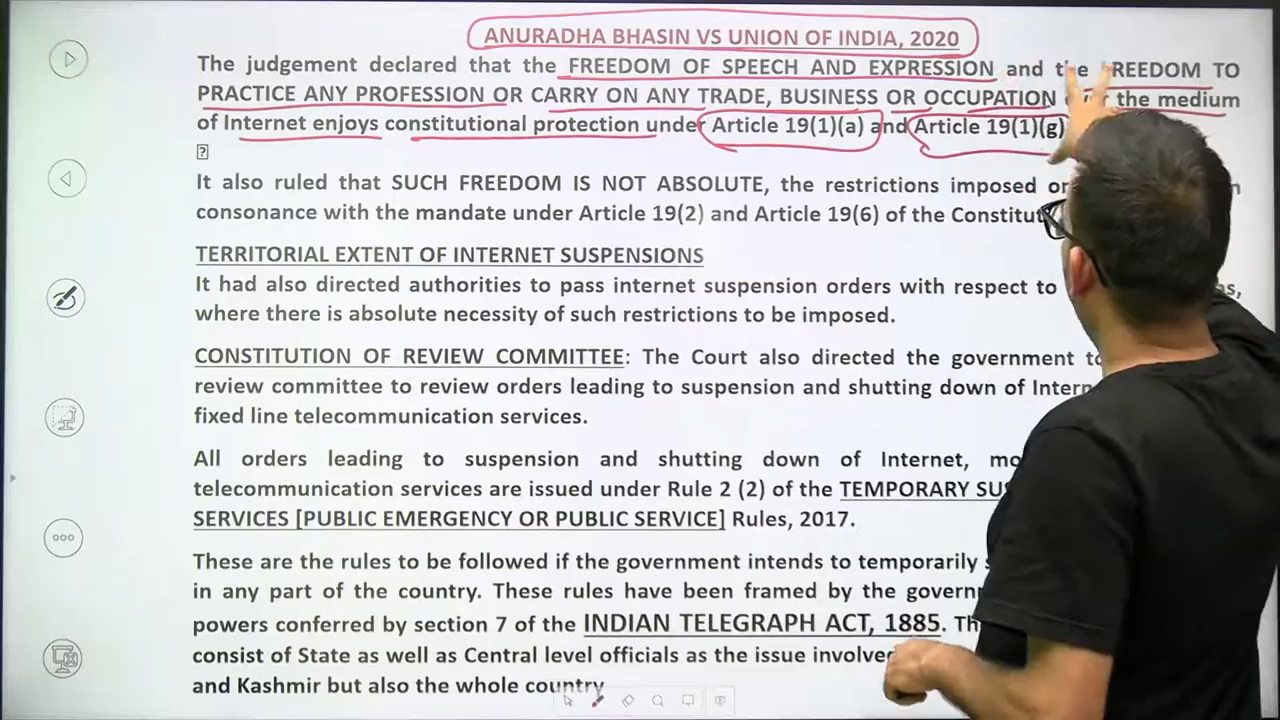 ANURADHA BHASIN VS UNION OF INDIA, 2020
The judgement declared that the FREEDOM OF SPEECH AND EXPRESSION and the FREEDOM TO
PRACTICE ANY PROFESSION OR CARRY ON ANY TRADE, BUSINESS OR OCCUPATION the medium
of Internet enjoys constitutional protection under Article 19(1)(a) and Article 19(1)(g)
It also ruled that SUCH FREEDOM IS NOT ABSOLUTE, the restrictions imposed
consonance with the mandate under Article 19(2) and Article 19(6) of the
TERRITORIAL EXTENT OF INTERNET SUSPENSIONS
It had also directed authorities to pass internet suspension orders with respect to
where there is absolute necessity of such restrictions to be imposed.
CONSTITUTION OF REVIEW COMMITTEE: The Court also directed the government
review committee to review orders leading to suspension and shutting down of
fixed line telecommunication services.
All orders leading to suspension and shutting down of Internet,
telecommunication services are issued under Rule 2 (2) of the TEMPORARY
SERVICES [PUBLIC EMERGENCY OR PUBLIC SERVICE] Rules, 2017.
These are the rules to be followed if the government intends to temporarily
in any part of the country. These rules have been framed by the
powers conferred by section 7 of the INDIAN TELEGRAPH ACT, 1885.
consist of State as well as Central level officials as the issue
and Kashmir but also the whole country